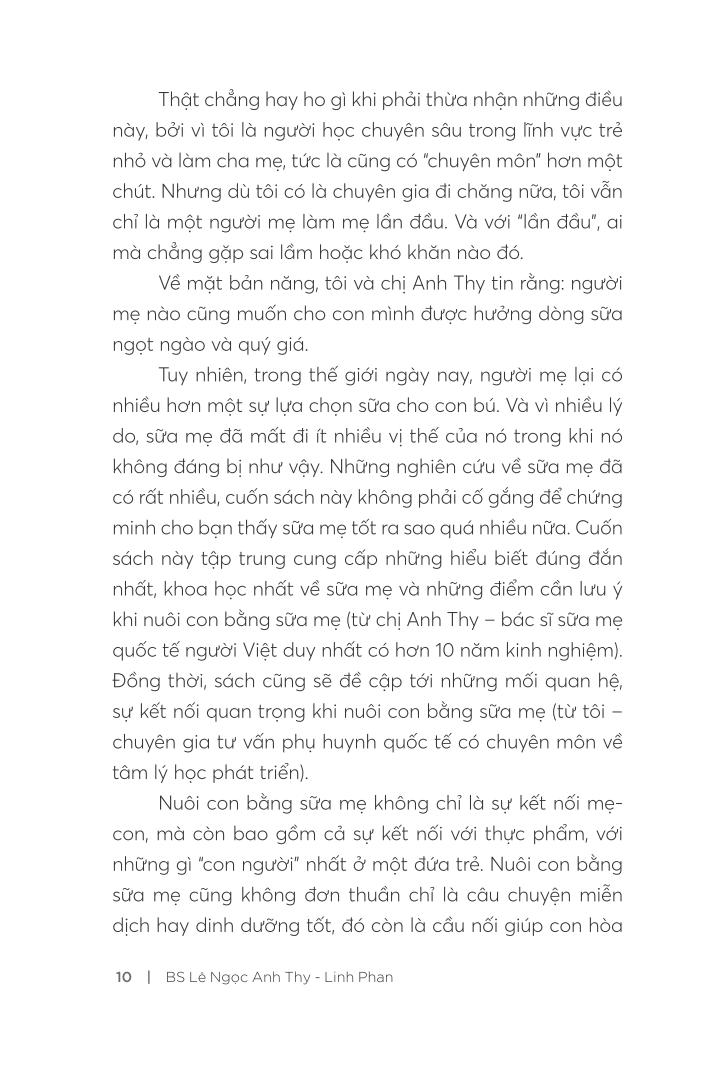 Thật chẳng hay ho gì khi phải thừa nhận những điều
này, bởi vì tôi là người học chuyên sâu trong lĩnh vực trẻ
nhỏ và làm cha mẹ, tức là cũng có “chuyên môn” hơn một
chút. Nhưng dù tôi có là chuyên gia đi chăng nữa, tôi vẫn
chỉ là một người mẹ làm mẹ lần đầu. Và với “lần đầu”, ai
mà chẳng gặp sai lầm hoặc khó khăn nào đó.
Về mặt bản năng, tôi và chị Anh Thy tin rằng: người
mẹ nào cũng muốn cho con mình được hưởng dòng sữa
ngọt ngào và quý giá.
Tuy nhiên, trong thế giới ngày nay, người mẹ lại có
nhiều hơn một sự lựa chọn sữa cho con bú. Và vì nhiều lý
do, sữa mẹ đã mất đi ít nhiều vị thế của nó trong khi nó
không đáng bị như vậy. Những nghiên cứu về sữa mẹ đã
có rất nhiều, cuốn sách này không phải cố gắng để chứng
minh cho bạn thấy sữa mẹ tốt ra sao quá nhiều nữa. Cuốn
sách này tập trung cung cấp những hiểu biết đúng đắn
nhất, khoa học nhất về sữa mẹ và những điểm cần lưu ý
khi nuôi con bằng sữa mẹ (từ chị Anh Thy – bác sĩ sữa mẹ
quốc tế người Việt duy nhất có hơn 10 năm kinh nghiệm).
Đồng thời, sách cũng sẽ đề cập tới những mối quan hệ,
sự kết nối quan trọng khi nuôi con bằng sữa mẹ (từ tôi –
chuyên gia tư vấn phụ huynh quốc tế có chuyên môn về
tâm lý học phát triển).
Nuôi con bằng sữa mẹ không chỉ là sự kết nối mẹ-
con, mà còn bao gồm cả sự kết nối với thực phẩm, với
những gì “con người” nhất ở một đứa trẻ. Nuôi con bằng
sữa mẹ cũng không đơn thuần chỉ là câu chuyện miễn
dịch hay dinh dưỡng tốt, đó còn là cầu nối giúp con hòa
10 | BS Lê Ngọc Anh Thy - Linh Phan